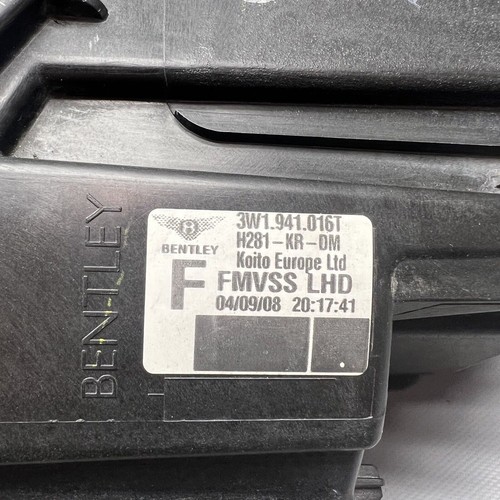 BENTLEY
B
BENTLEY
3W1.941.016T
H281-KR-DM
Koito Europe Ltd
F FMVSS LHD
04/09/08 20:17:41